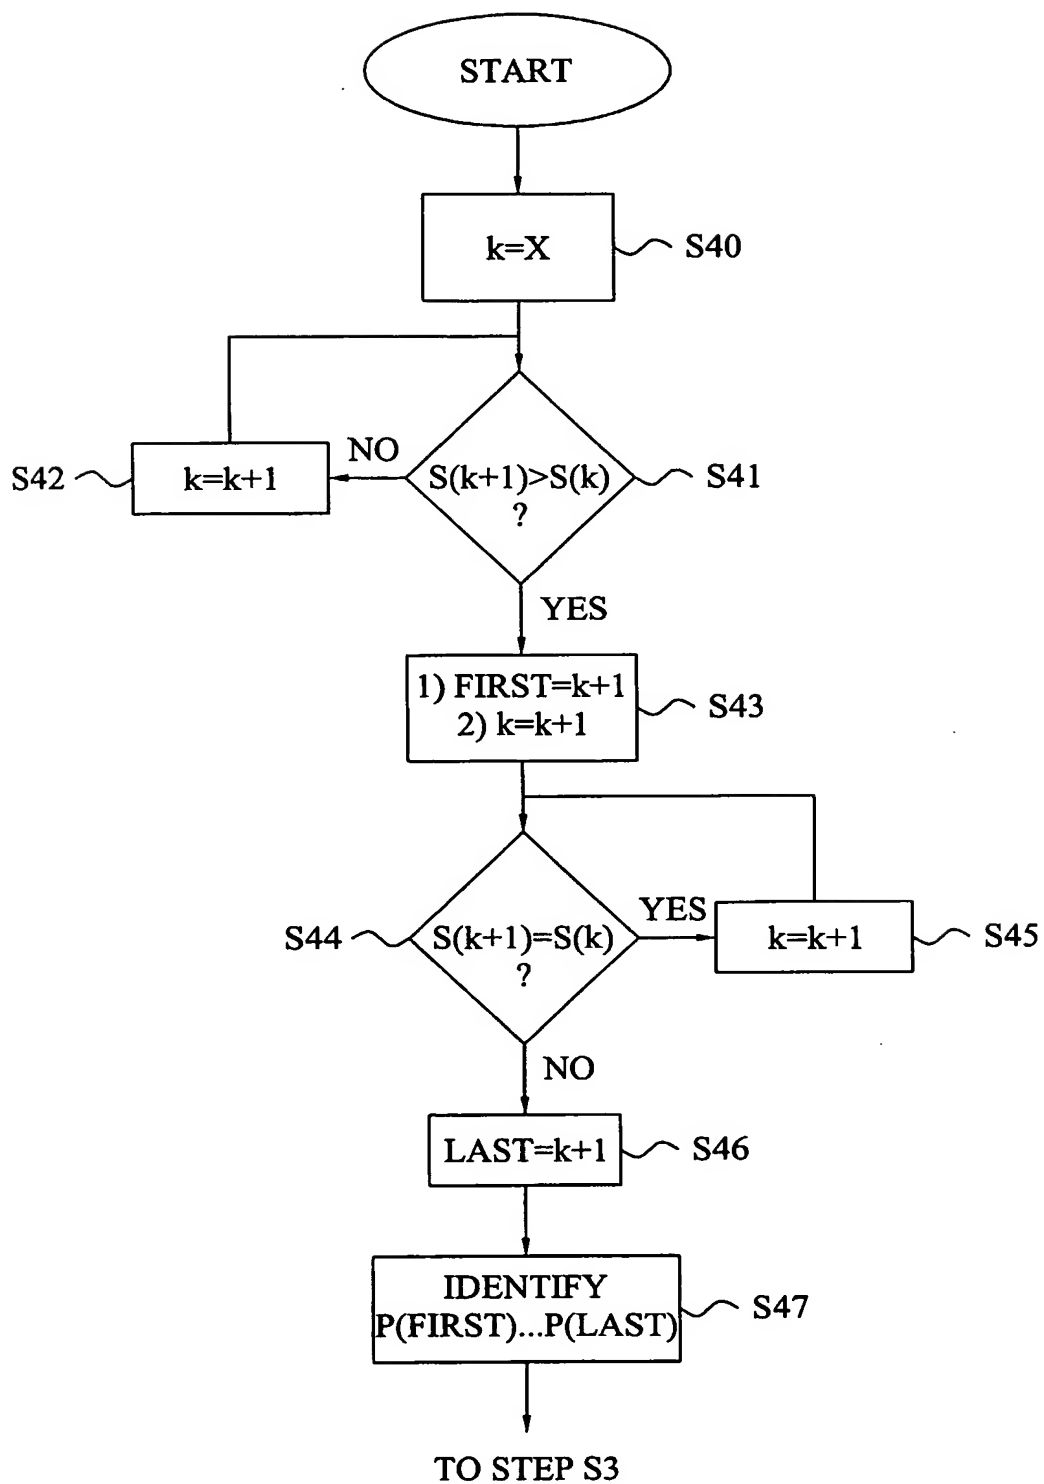 START
k=X
S40
S42
k=k+1
NO
S(k+1)>S(k)
?
S41
YES
1) FIRST=k+1
2) k=k+1
S43
S44
S(k+1)=S(k)
?
YES
k=k+1
S45
NO
LAST=k+1
S46
IDENTIFY
P(FIRST)...P(LAST)
S47
TO STEP S3